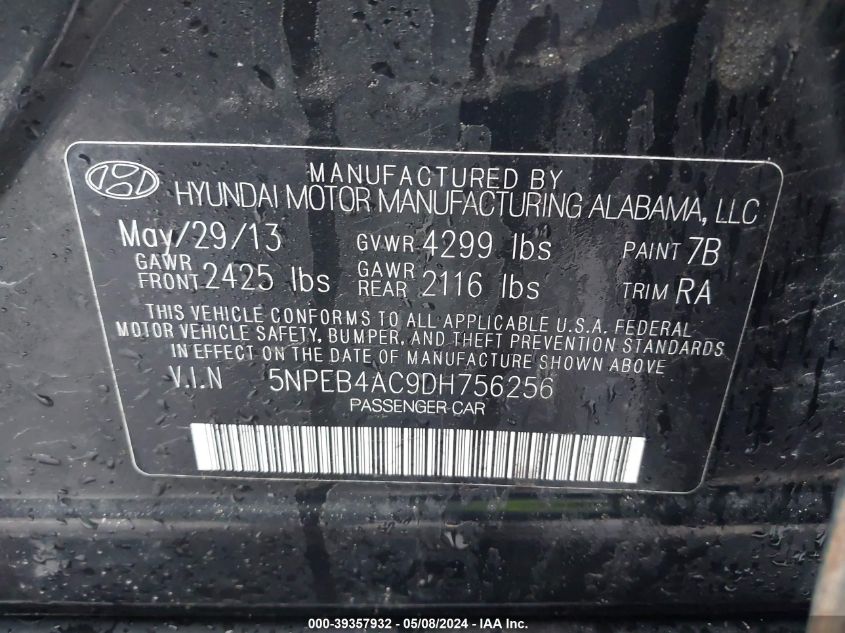 MANUFACTURED BY
HYUNDAI MOTOR MANUFACTURING ALABAMA, LLC
May/29/13 GVWR 4299 lbs PAINT 7B
GAWR FRONT 2425 lbs GAWR REAR 2116 lbs TRIM RA
THIS VEHICLE CONFORMS TO ALL APPLICABLE U.S.A. FEDERAL
MOTOR VEHICLE SAFETY, BUMPER, AND THEFT PREVENTION STANDARDS
IN EFFECT ON THE DATE OF MANUFACTURE SHOWN ABOVE
V.I.N 5NPEB4AC9DH756256
PASSENGER CAR
000-39357932 - 05/08/2024 - IAA Inc.